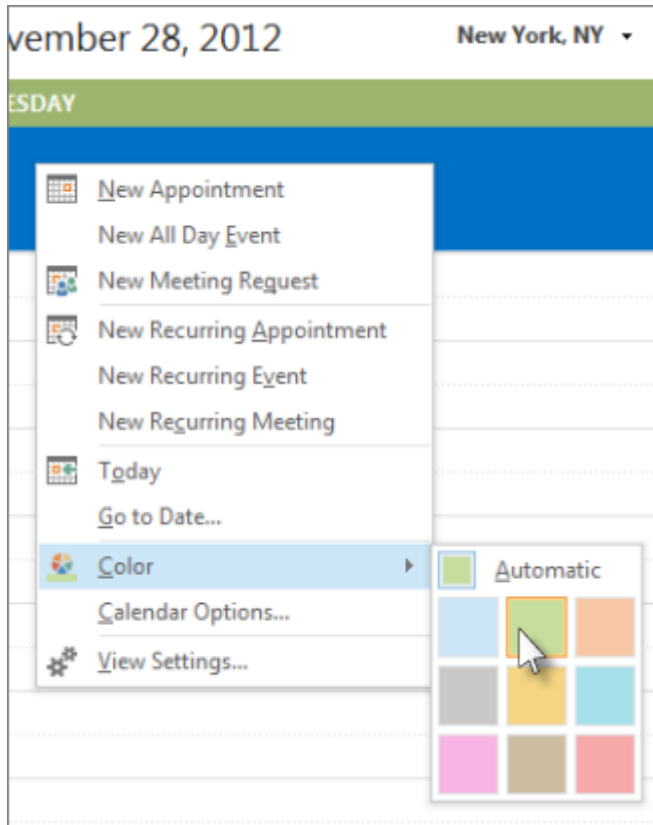 vember 28, 2012
New York, NY
ESDAY
New Appointment
New All Day Event
New Meeting Request
New Recurring Appointment
New Recurring Event
New Recurring Meeting
Today
Go to Date...
Color
Automatic
Calendar Options...
View Settings...